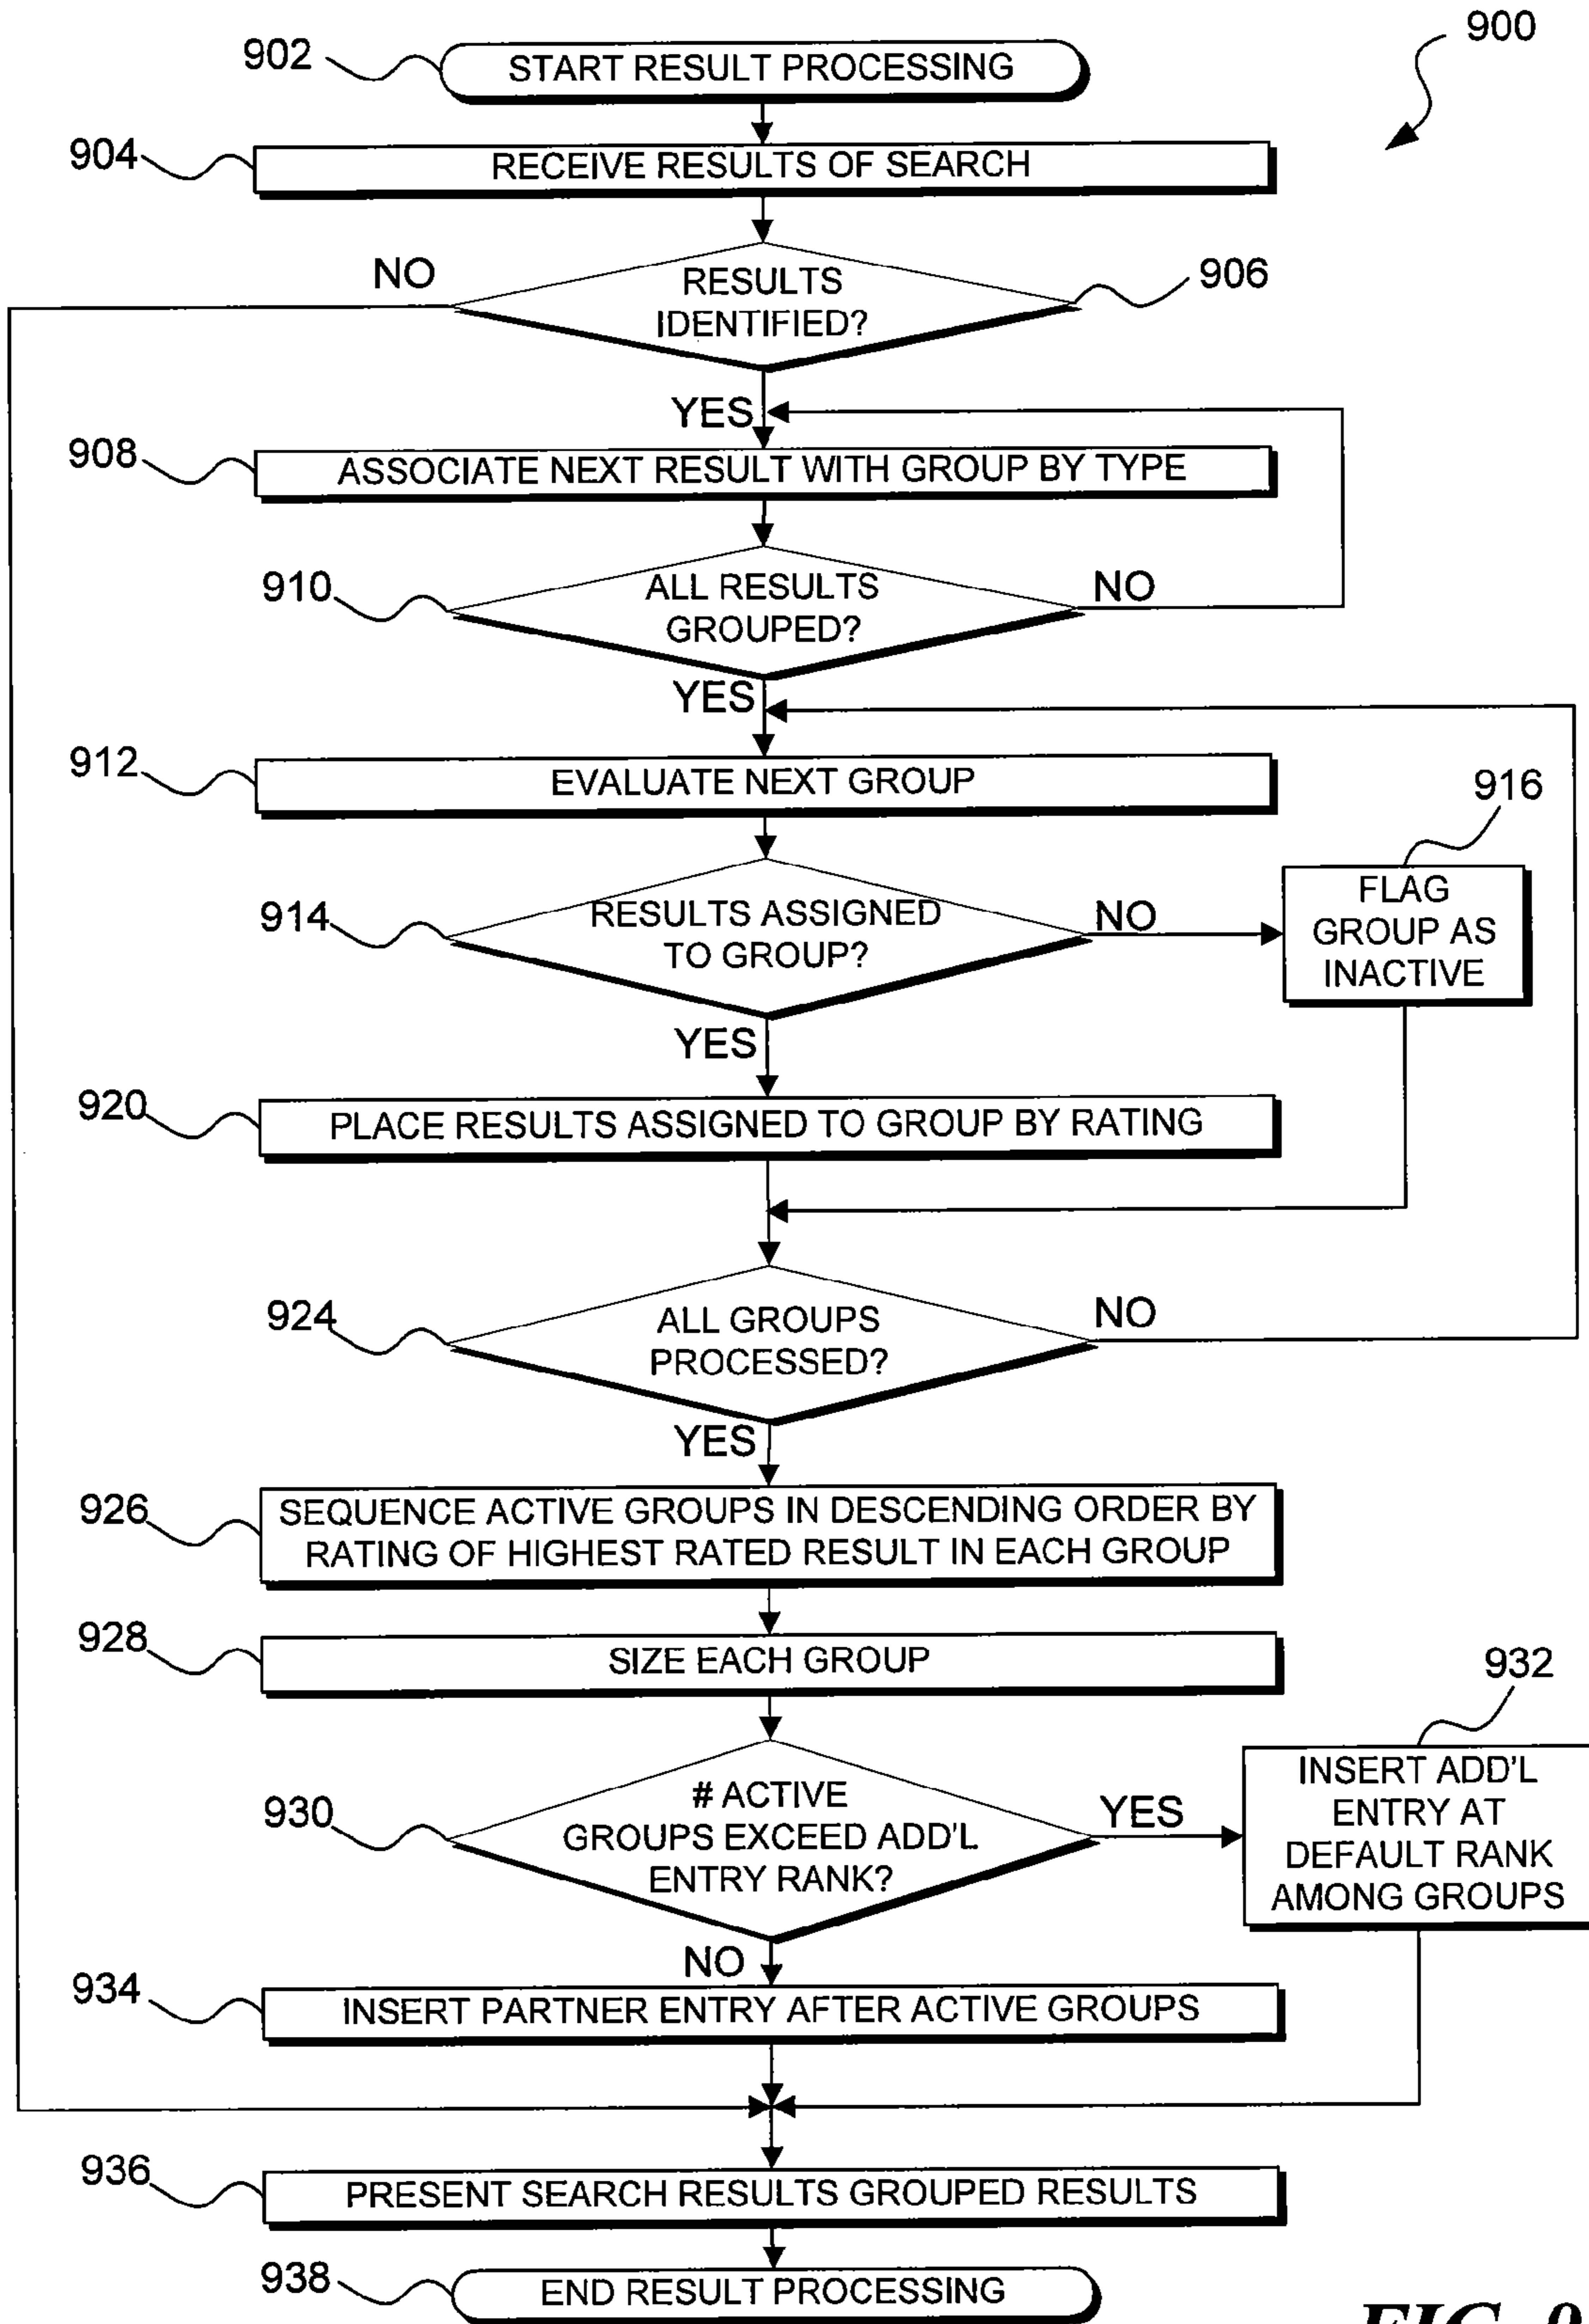 900
902
START RESULT PROCESSING
904
RECEIVE RESULTS OF SEARCH
NO
RESULTS
IDENTIFIED?
906
YES
908
ASSOCIATE NEXT RESULT WITH GROUP BY TYPE
910
ALL RESULTS
GROUPED?
NO
YES
912
EVALUATE NEXT GROUP
916
914
RESULTS ASSIGNED
TO GROUP?
NO
FLAG
GROUP AS
INACTIVE
YES
920
PLACE RESULTS ASSIGNED TO GROUP BY RATING
924
ALL GROUPS
PROCESSED?
NO
YES
926
SEQUENCE ACTIVE GROUPS IN DESCENDING ORDER BY
RATING OF HIGHEST RATED RESULT IN EACH GROUP
928
SIZE EACH GROUP
932
930
# ACTIVE
GROUPS EXCEED ADD'L
ENTRY RANK?
YES
INSERT ADD'L
ENTRY AT
DEFAULT RANK
AMONG GROUPS
NO
934
INSERT PARTNER ENTRY AFTER ACTIVE GROUPS
936
PRESENT SEARCH RESULTS GROUPED RESULTS
938
END RESULT PROCESSING
FIG. 9